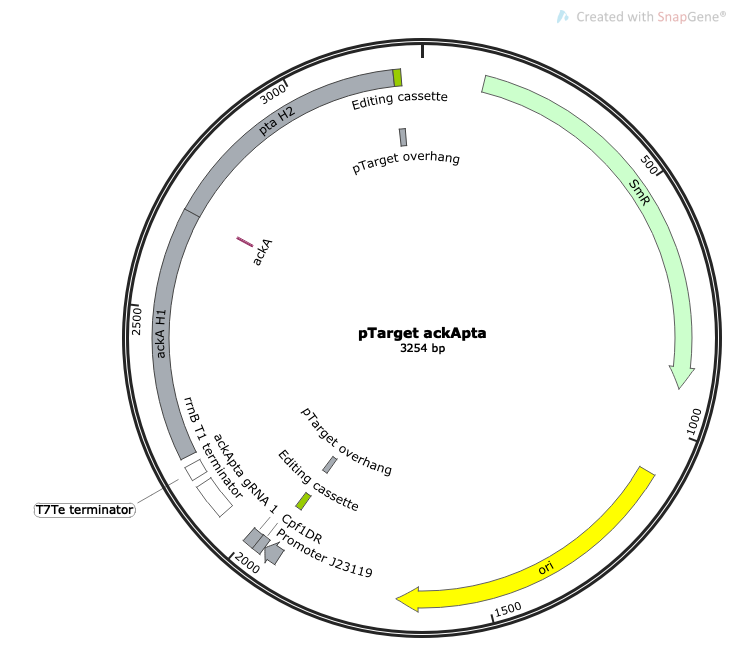 Created with SnapGene®
3000
pta H2
Editing cassette
pTarget overhang
500
SmR
ackA
2500
ackA H1
pTarget ackApta
3254 bp
1000
rrnB T1 terminator
ackApta gRNA 1
pTarget overhang
Editing cassette
T7Te terminator
Cpf1DR
Promoter J23119
2000
ori
1500